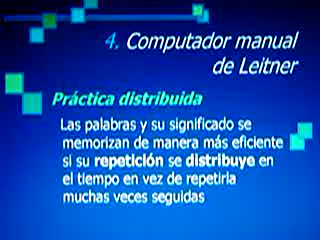 4. Computador manual
de Leitner
Práctica distribuida
Las palabras y su significado se
memorizan de manera más eficiente
si su repetición se distribuye en
el tiempo en vez de repetirla
muchas veces seguidas